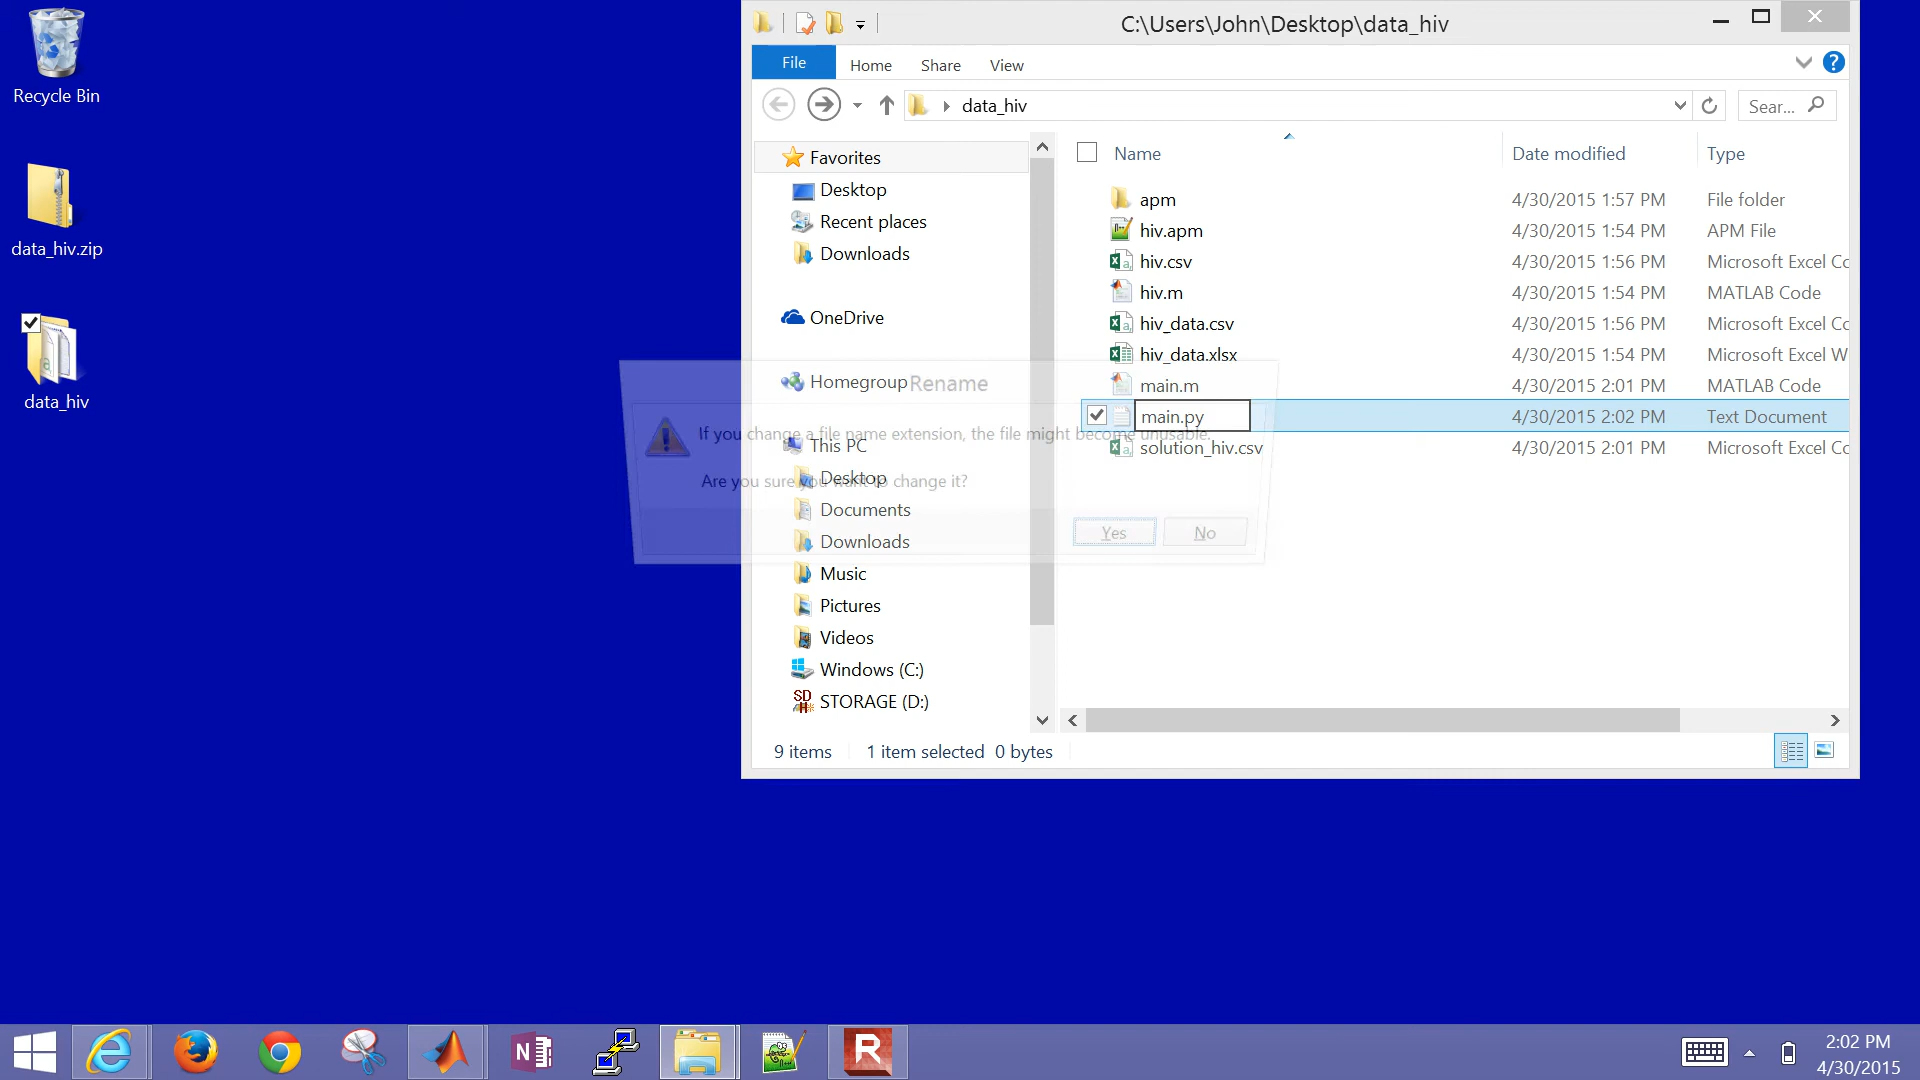 Recycle Bin
data_hiv.zip
data_hiv
C:\Users\John\Desktop\data_hiv
File
Home
Share
View
data_hiv
Sear...
Favorites
Desktop
Recent places
Downloads
OneDrive
Homegroup
This PC
Desktop
Documents
Downloads
Music
Pictures
Videos
Windows (C:)
STORAGE (D:)
Name Date modified Type
apm 4/30/2015 1:57 PM File folder
hiv.apm 4/30/2015 1:54 PM APM File
hiv.csv 4/30/2015 1:56 PM Microsoft Excel Co
hiv.m 4/30/2015 1:54 PM MATLAB Code
hiv_data.csv 4/30/2015 1:56 PM Microsoft Excel Co
hiv_data.xlsx 4/30/2015 1:54 PM Microsoft Excel W
main.m 4/30/2015 2:01 PM MATLAB Code
main.py 4/30/2015 2:02 PM Text Document
solution_hiv.csv 4/30/2015 2:01 PM Microsoft Excel Co
Rename
If you change a file name extension, the file might become unusable.
Are you sure you want to change it?
Yes
No
9 items 1 item selected 0 bytes
2:02 PM
4/30/2015